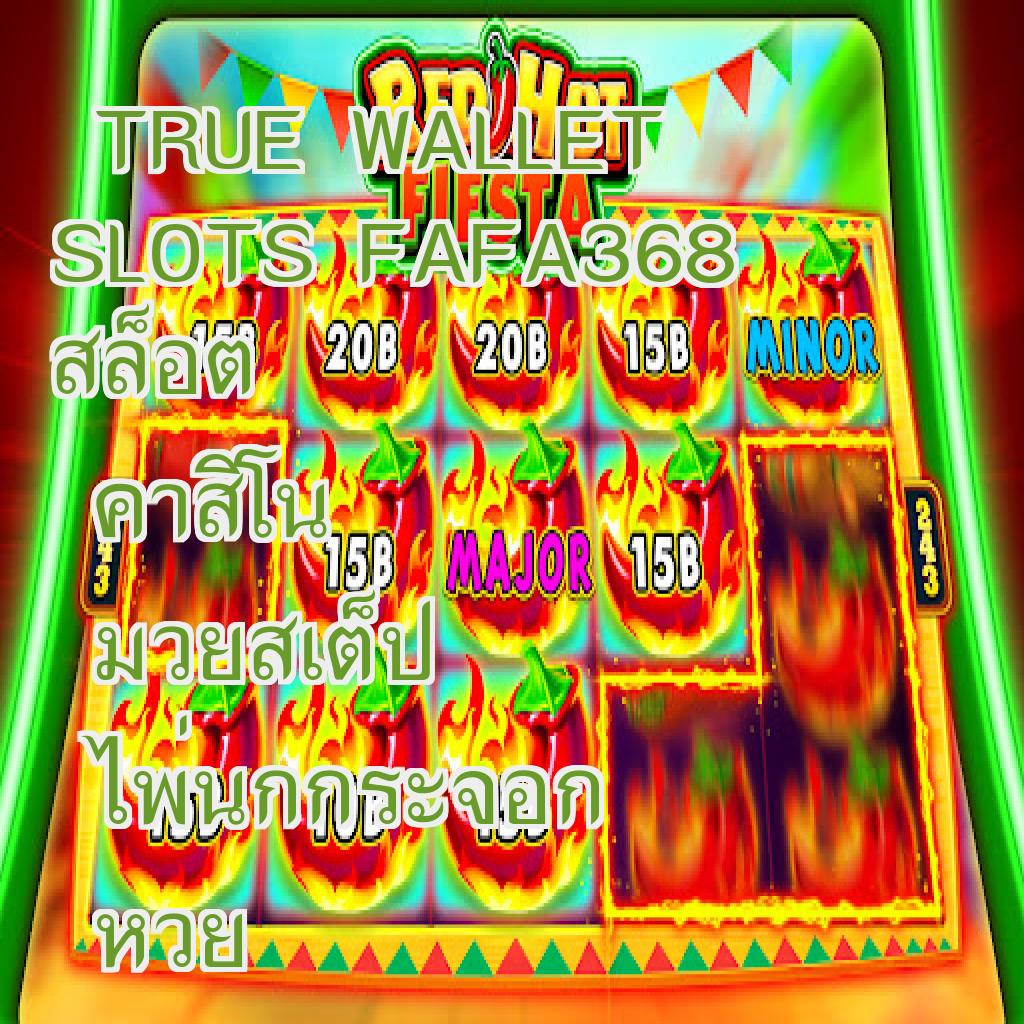 RED HOT
FIESTA
TRUE WALLET
SLOTS FAFA368
สล็อต
20B 20B 15B MINOR
คาสิโน
15B MAJOR 15B
243
มวยสเต็ป
ไพ่นกกระจอก
หวย